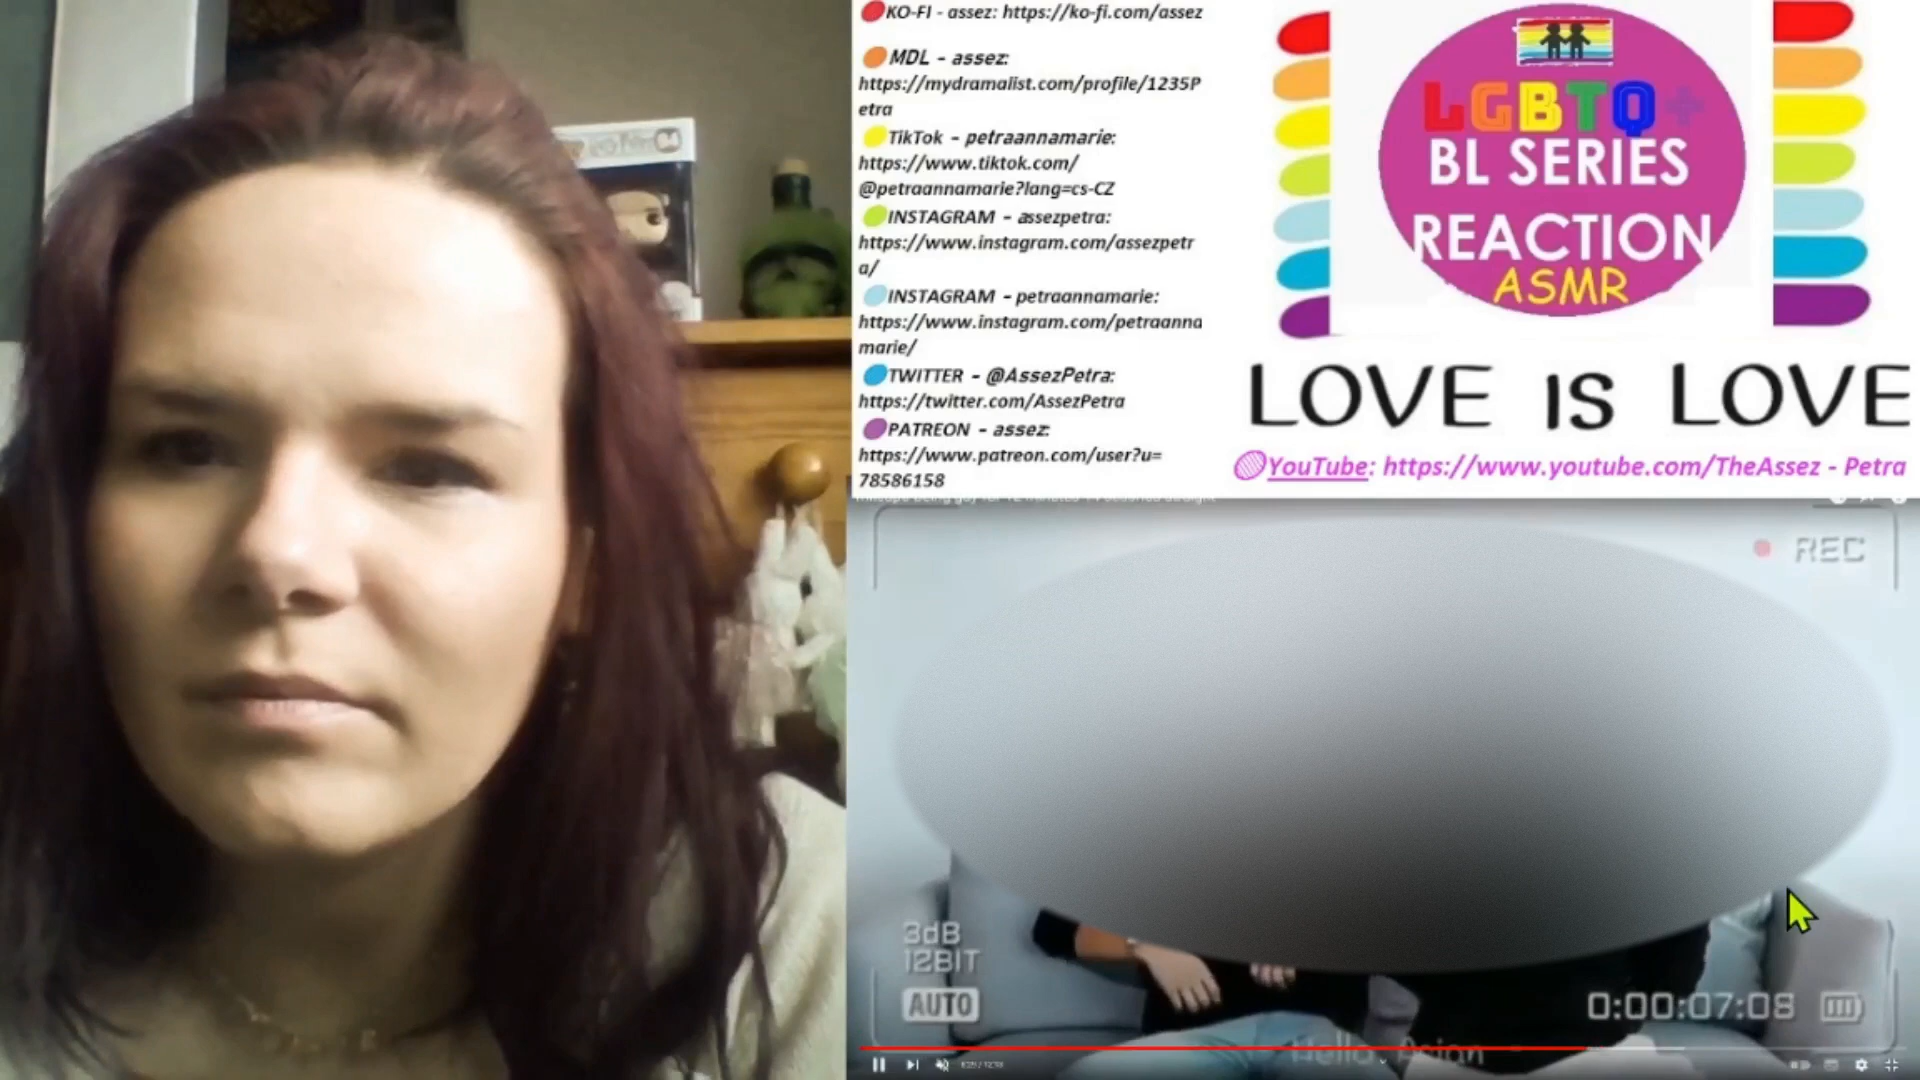 KO-FI - assez: https://ko-fi.com/assez
MDL - assez:
https://mydramalist.com/profile/1235P
etra
TikTok - petraannamarie:
https://www.tiktok.com/
@petraannamarie?lang=cs-CZ
INSTAGRAM - assezpetra:
https://www.instagram.com/assezpetr
a/
INSTAGRAM - petraannamarie:
https://www.instagram.com/petraanna
marie/
TWITTER - @AssezPetra:
https://twitter.com/AssezPetra
PATREON - assez:
https://www.patreon.com/user?u=
78586158
LGBTQ+
BL SERIES
REACTION
ASMR
LOVE IS LOVE
YouTube: https://www.youtube.com/TheAssez - Petra
REC
3dB
12BIT
AUTO
0:00:07:08
Hello, Asian